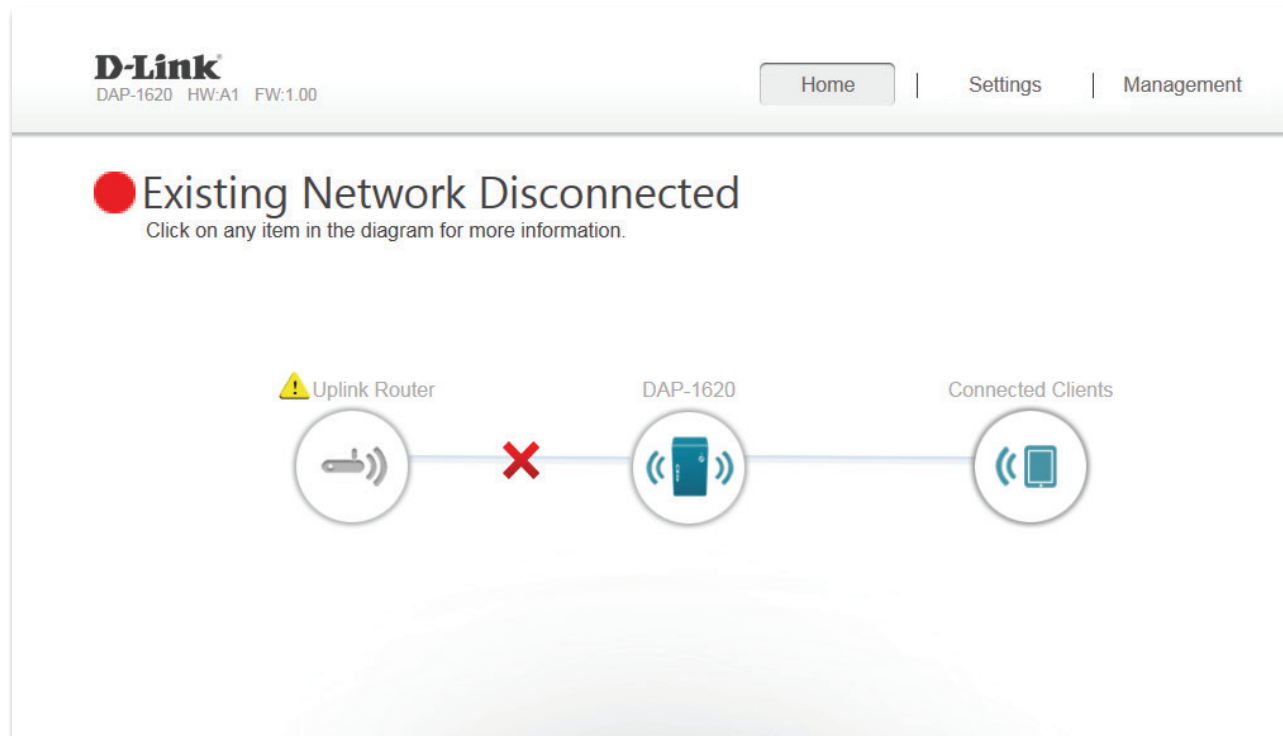 D-Link
DAP-1620 HW:A1 FW:1.00
Home | Settings | Management
Existing Network Disconnected
Click on any item in the diagram for more information.
Uplink Router
DAP-1620
Connected Clients